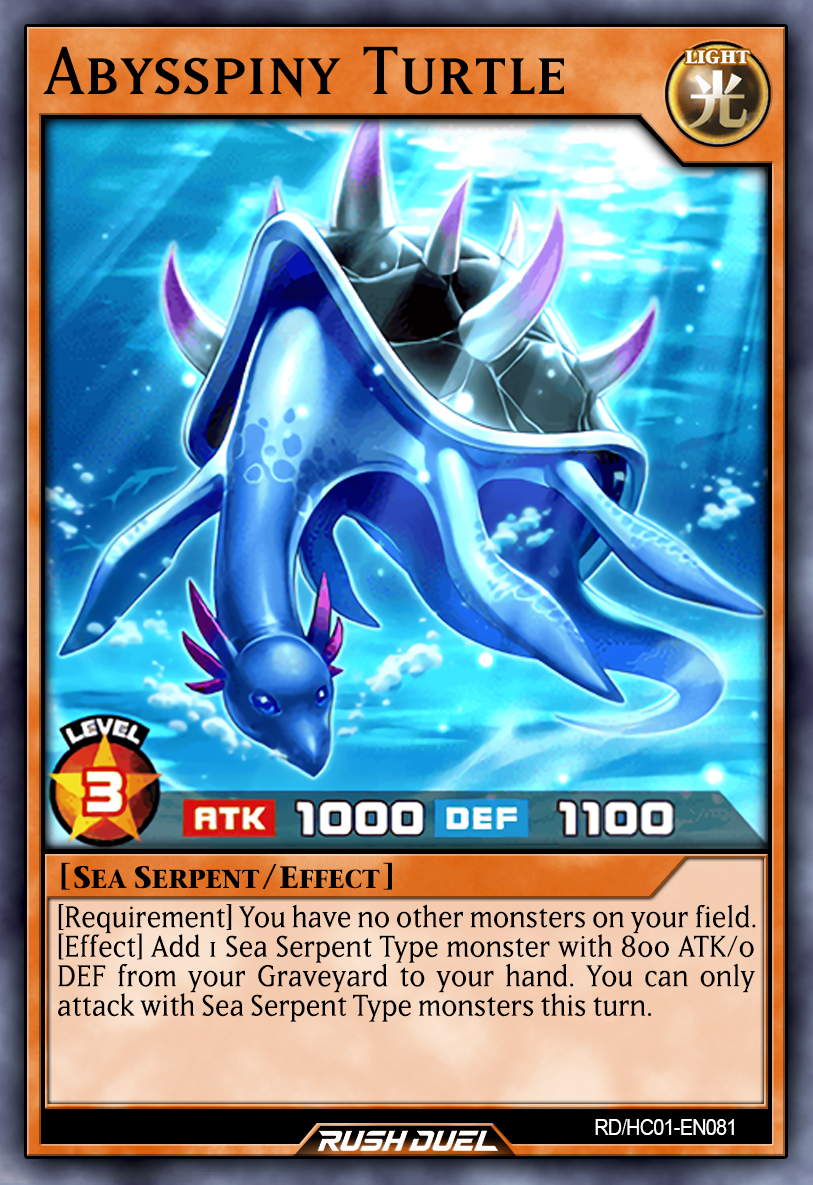 Abysspiny Turtle
LIGHT
光
LEVEL
3
ATK 1000 DEF 1100
[Sea Serpent/Effect]
[Requirement] You have no other monsters on your field.
[Effect] Add 1 Sea Serpent Type monster with 800 ATK/0
DEF from your Graveyard to your hand. You can only
attack with Sea Serpent Type monsters this turn.
RUSH DUEL
RD/HC01-EN081